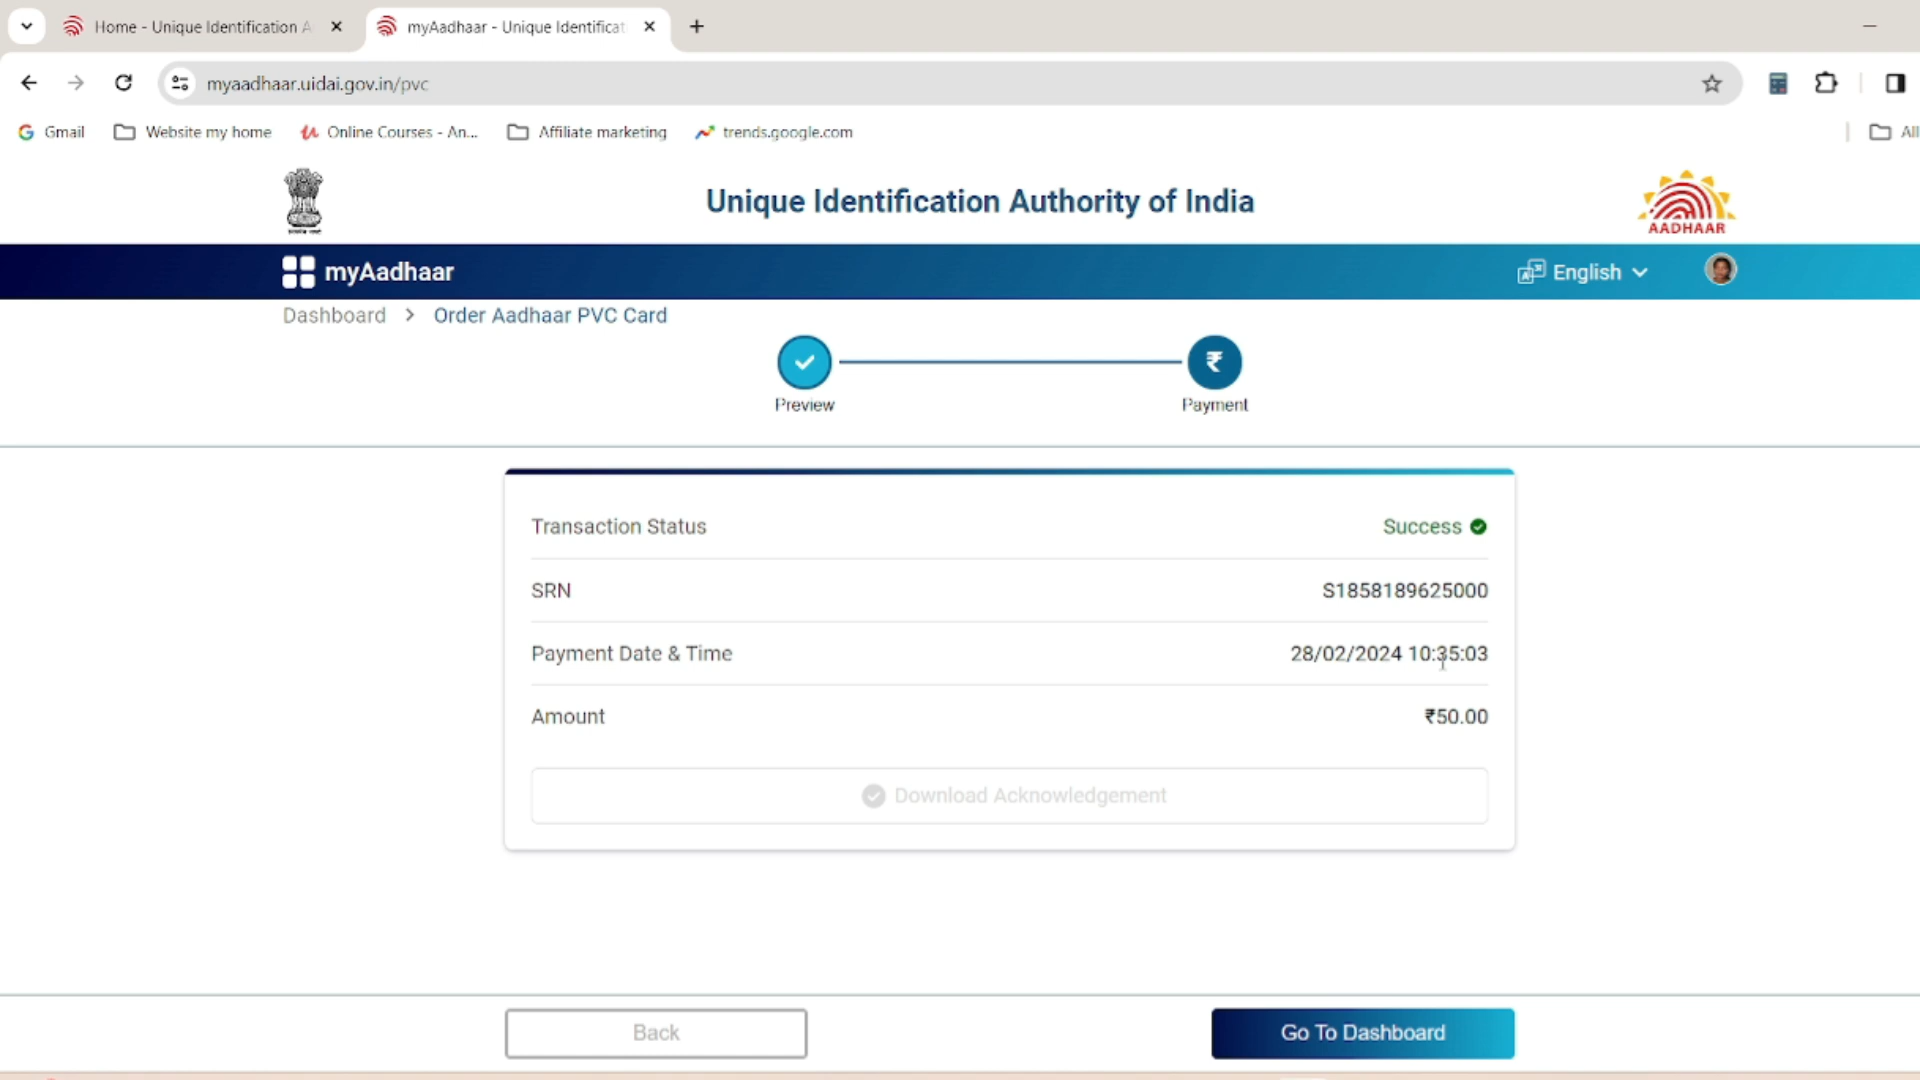 Home - Unique Identification A
myAadhaar - Unique Identificat
myaadhaar.uidai.gov.in/pvc
Gmail
Website my home
Online Courses - An...
Affiliate marketing
trends.google.com
All
Unique Identification Authority of India
AADHAAR
myAadhaar
English
Dashboard > Order Aadhaar PVC Card
₹
Preview
Payment
Transaction Status Success
SRN S1858189625000
Payment Date & Time 28/02/2024 10:35:03
Amount ₹50.00
Download Acknowledgement
Back
Go To Dashboard